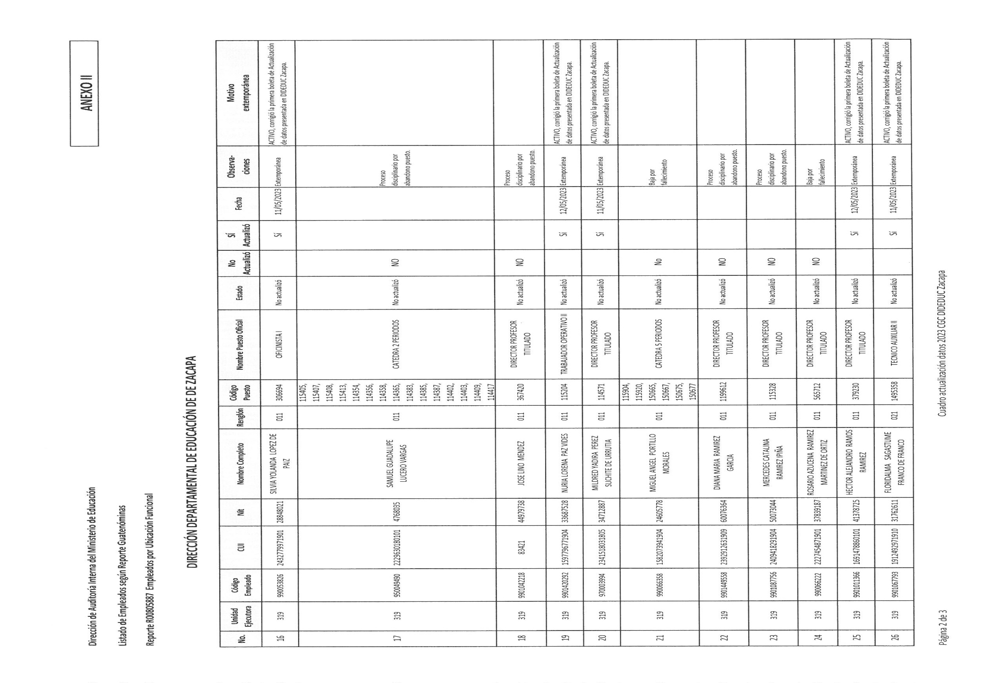 ANEXO II
Dirección de Auditoría Interna del Ministerio de Educación
Listado de Empleados según Reporte Guatenóminas
Reporte R00805887 Empleados por Ubicación Funcional
DIRECCIÓN DEPARTAMENTAL DE EDUCACIÓN DE DE ZACAPA
No. Unidad Ejecutora Código Empleado CUI Nit Nombre Completo Renglón Código Puesto Nombre Puesto Oficial Estado No Actualizó SÍ Actualizó Fecha Observa-ciones Motivo extemporánea
16 319 990053826 2432779971901 28848021 SILVIA YOLANDA LOPEZ DE PAIZ 011 306694 OFICINISTA I No actualizó Sí 11/05/2023 Extemporánea ACTIVO, corrigió la primera boleta de Actualización de datos presentada en DIDEDUC Zacapa.
17 319 950049490 2229630180101 4768035 SAMUEL GUADALUPE LUCERO VARGAS 011 115405, 115407, 115408, 115413, 114354, 114356, 114358, 114365, 114383, 114385, 114387, 114402, 114403, 114409, 114417 CATEDRA 2 PERIODOS No actualizó NO Proceso disciplinario por abandono puesto.
18 319 9901042218 83421 44979738 JOSE LINO MENDEZ 011 367420 DIRECTOR PROFESOR TITULADO No actualizó NO Proceso disciplinario por abandono puesto.
19 319 9901420292 1597967771904 33687528 NURIA LORENA PAZ VIDES 011 115204 TRABAJADOR OPERATIVO II No actualizó Sí 12/05/2023 Extemporánea ACTIVO, corrigió la primera boleta de Actualización de datos presentada en DIDEDUC Zacapa.
20 319 970003994 2341518031805 34712887 MILDRED YADIRA PEREZ SUCHITE DE URRUTIA 011 114571 DIRECTOR PROFESOR TITULADO No actualizó Sí 11/05/2023 Extemporánea ACTIVO, corrigió la primera boleta de Actualización de datos presentada en DIDEDUC Zacapa.
21 319 990066358 1582073941904 24605778 MIGUEL ANGEL PORTILLO MORALES 011 115904, 115920, 150665, 150667, 150675, 150677 CATEDRA 5 PERIODOS No actualizó No Baja por fallecimiento
22 319 9901449558 2392912631909 60076364 DIANA MARIA RAMIREZ GARCIA 011 1199612 DIRECTOR PROFESOR TITULADO No actualizó NO Proceso disciplinario por abandono puesto.
23 319 9901087756 2409418291904 50073044 MERCEDES CATALINA RAMIREZ IPIÑA 011 115328 DIRECTOR PROFESOR TITULADO No actualizó NO Proceso disciplinario por abandono puesto.
24 319 990066222 2227454871901 37839187 ROSARIO AZUCENA RAMIREZ MARTINEZ DE ORTIZ 011 565712 DIRECTOR PROFESOR TITULADO No actualizó NO Baja por fallecimiento
25 319 9901011366 1691478860101 41378725 HECTOR ALEJANDRO RAMOS RAMIREZ 011 379230 DIRECTOR PROFESOR TITULADO No actualizó Sí 12/05/2023 Extemporánea ACTIVO, corrigió la primera boleta de Actualización de datos presentada en DIDEDUC Zacapa.
26 319 9901067793 1912492971910 31762611 FLORIDALMA SAGASTUME FRANCO DE FRANCO 021 1495358 TECNICO AUXILIAR II No actualizó Sí 11/05/2023 Extemporánea ACTIVO, corrigió la primera boleta de Actualización de datos presentada en DIDEDUC Zacapa.
Página 2 de 3
Cuadro actualización datos 2023 CGC DIDEDUC Zacapa